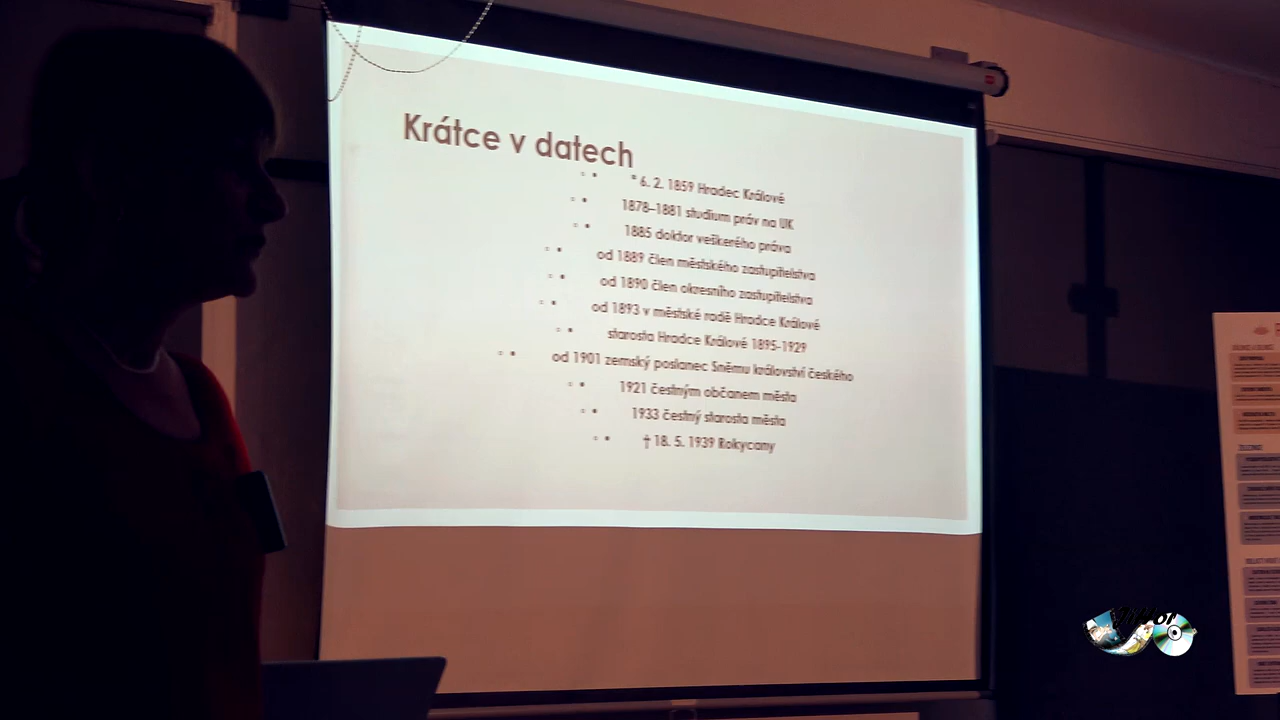 Krátce v datech
* 6. 2. 1859 Hradec Králové
1878–1881 studium práv na UK
1885 doktor veškerého práva
od 1889 člen městského zastupitelstva
od 1890 člen okresního zastupitelstva
od 1893 v městské radě Hradce Králové
starosta Hradce Králové 1895-1929
od 1901 zemský poslanec Sněmu království českého
1921 čestným občanem města
1933 čestný starosta města
† 18. 5. 1939 Rokycany